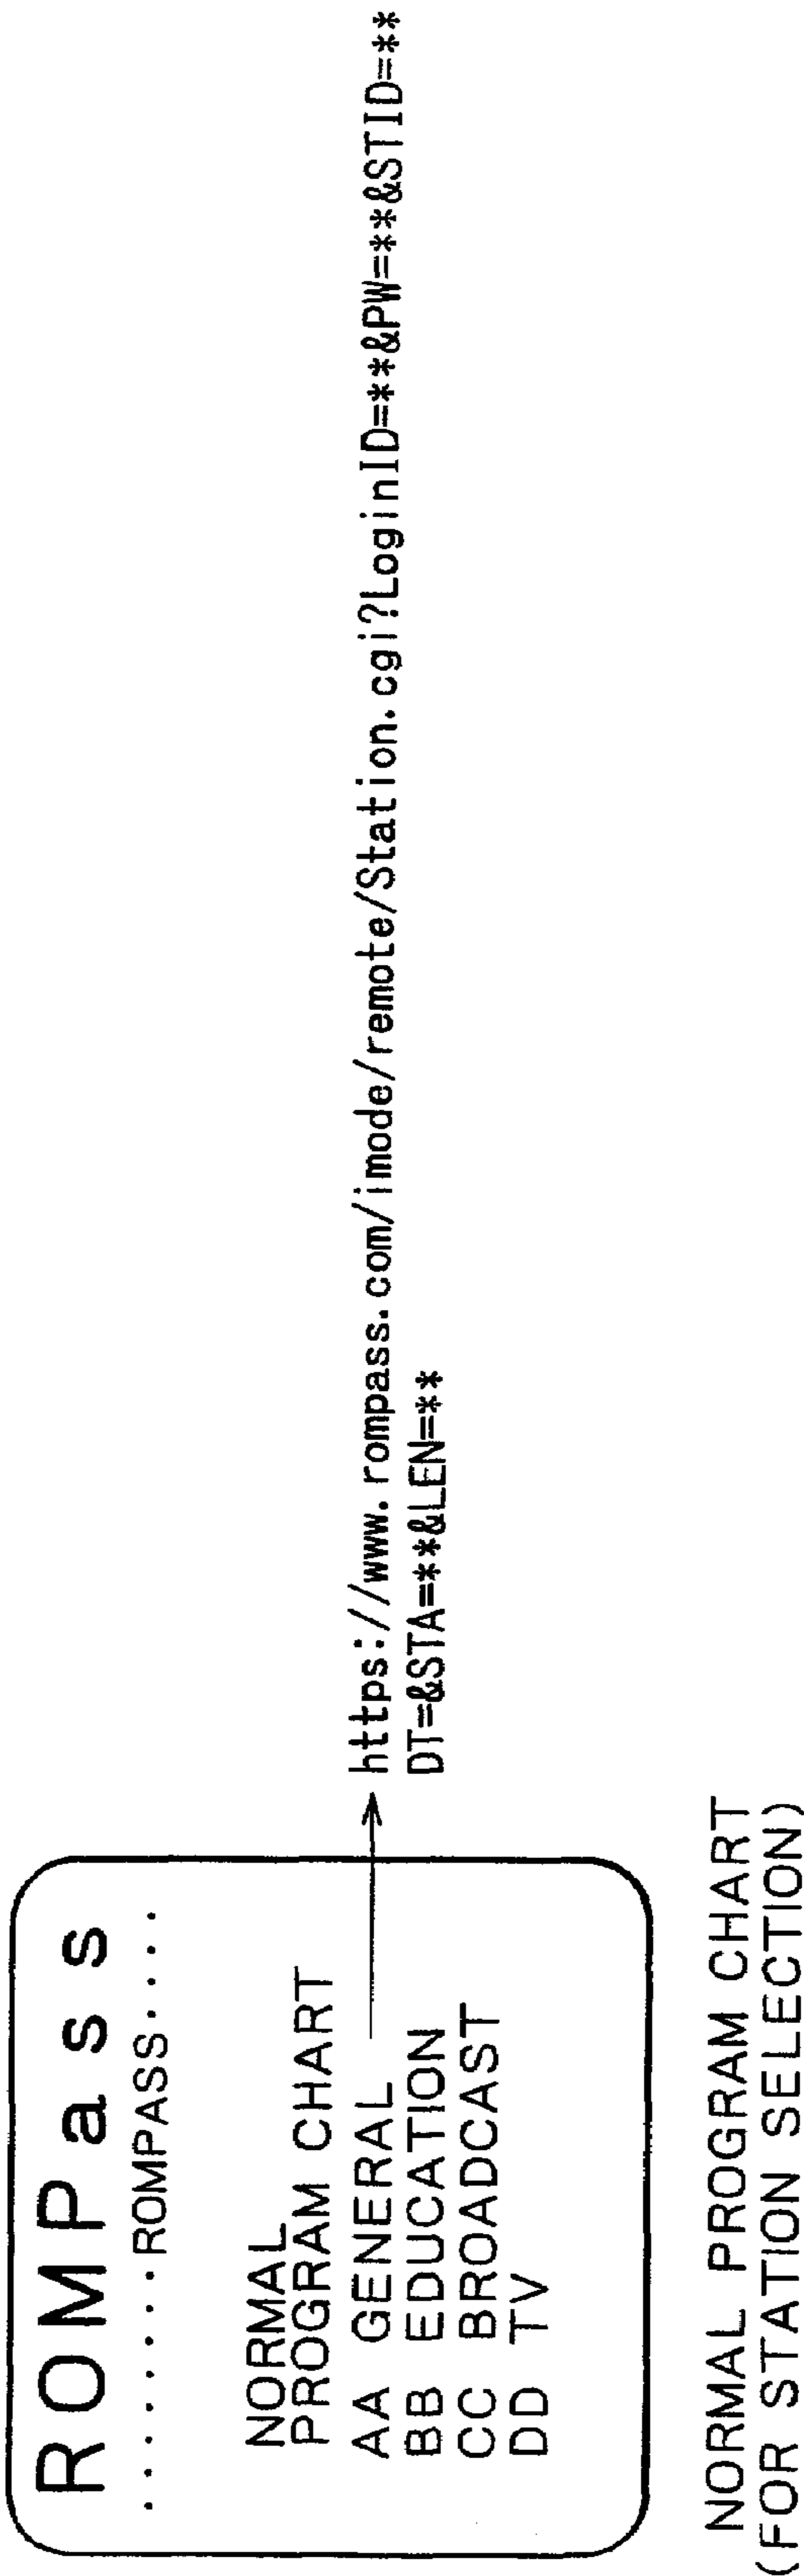 ROMPass
········ROMPASS····
NORMAL
PROGRAM CHART
AA GENERAL
BB EDUCATION
CC BROADCAST
DD TV
https://www.rompass.com/imode/remote/Station.cgi?LoginID=**&PW=**&STID=**
DT=&STA=**&LEN=**
NORMAL PROGRAM CHART
(FOR STATION SELECTION)